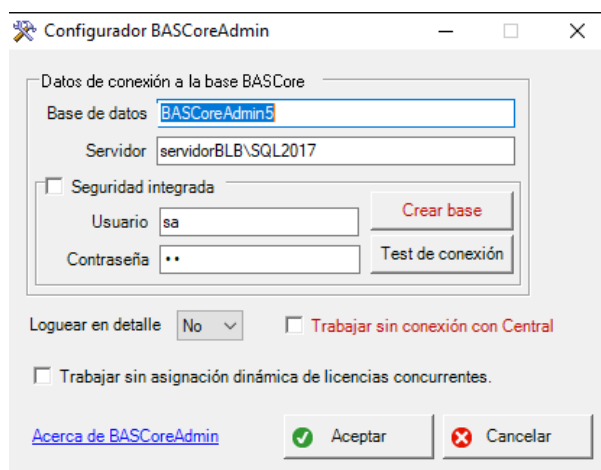 Configurador BASCoreAdmin
Datos de conexión a la base BASCore
Base de datos BASCoreAdmin5
Servidor servidorBLB\SQL2017
Seguridad integrada
Usuario sa
Crear base
Contraseña ••
Test de conexión
Loguear en detalle No Trabajar sin conexión con Central
Trabajar sin asignación dinámica de licencias concurrentes.
Acerca de BASCoreAdmin Aceptar Cancelar